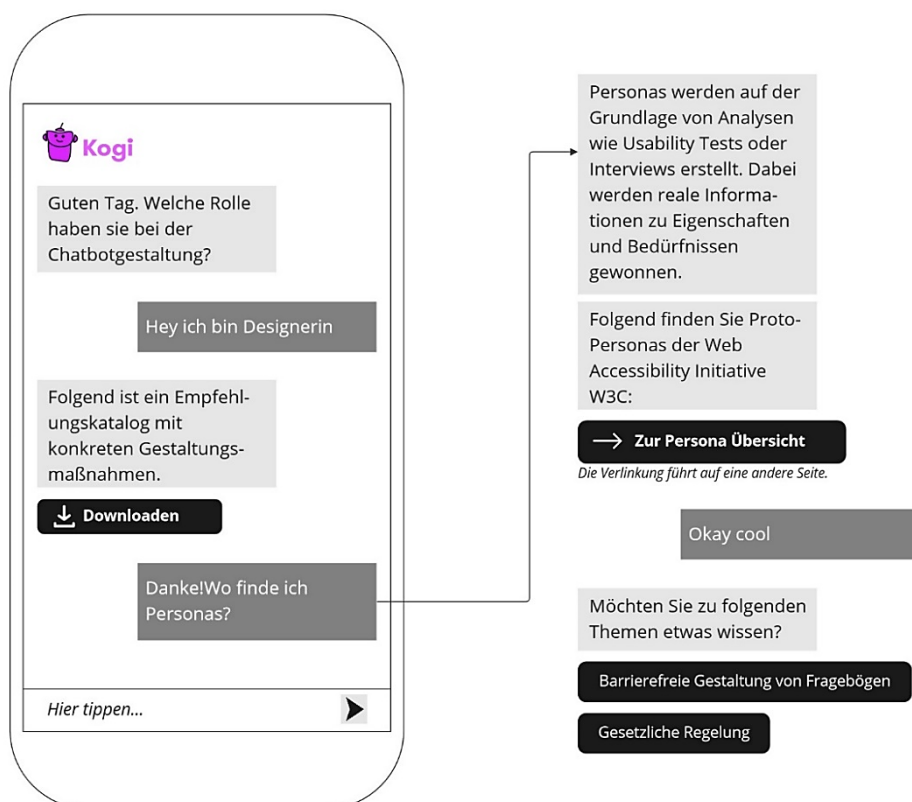 Kogi
Guten Tag. Welche Rolle
haben sie bei der
Chatbotgestaltung?
Hey ich bin Designerin
Folgend ist ein Empfehl-
ungskatalog mit
konkreten Gestaltungs-
maßnahmen.
Downloaden
Danke!Wo finde ich
Personas?
Hier tippen...
Personas werden auf der
Grundlage von Analysen
wie Usability Tests oder
Interviews erstellt. Dabei
werden reale Informa-
tionen zu Eigenschaften
und Bedürfnissen
gewonnen.
Folgend finden Sie Proto-
Personas der Web
Accessibility Initiative
W3C:
Zur Persona Übersicht
Die Verlinkung führt auf eine andere Seite.
Okay cool
Möchten Sie zu folgenden
Themen etwas wissen?
Barrierefreie Gestaltung von Fragebögen
Gesetzliche Regelung